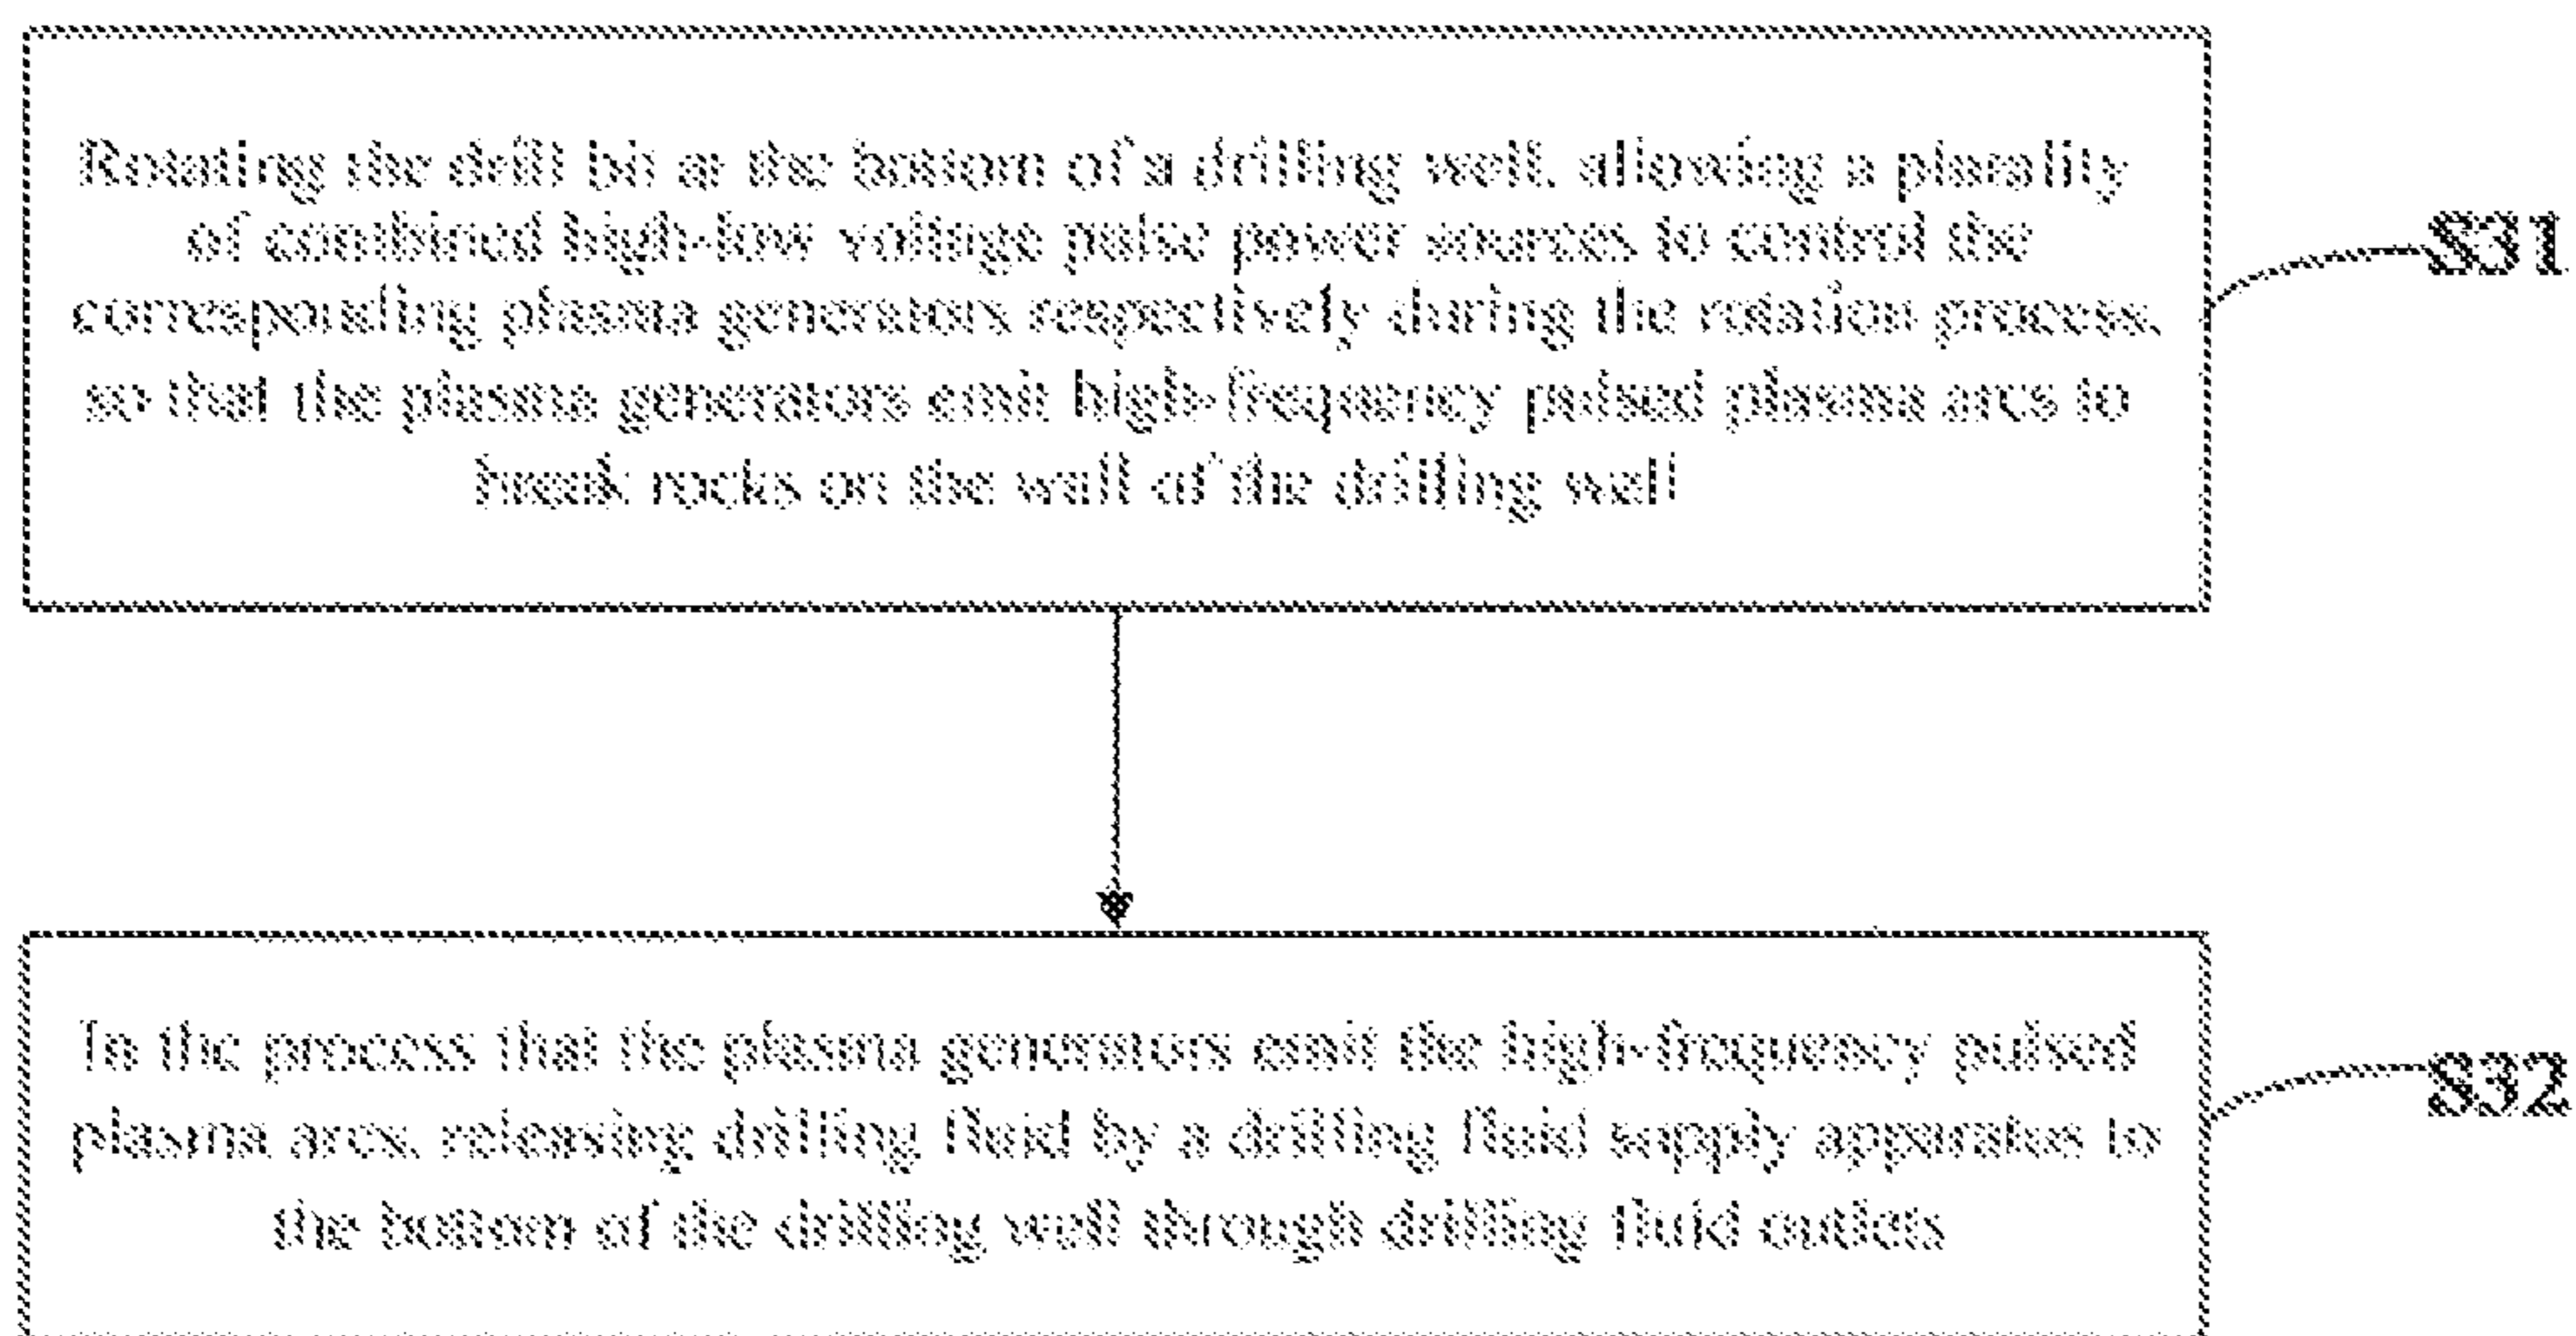 Rotating the drill bit at the bottom of a drilling well, allowing a plurality
of combined high-low voltage pulse power sources to control the
corresponding plasma generators respectively during the rotation process,
so that the plasma generators emit high-frequency pulsed plasma arcs to
break rocks on the wall of the drilling well
S31
In the process that the plasma generators emit the high-frequency pulsed
plasma arcs, releasing drilling fluid by a drilling fluid supply apparatus to
the bottom of the drilling well through drilling fluid outlets
S32